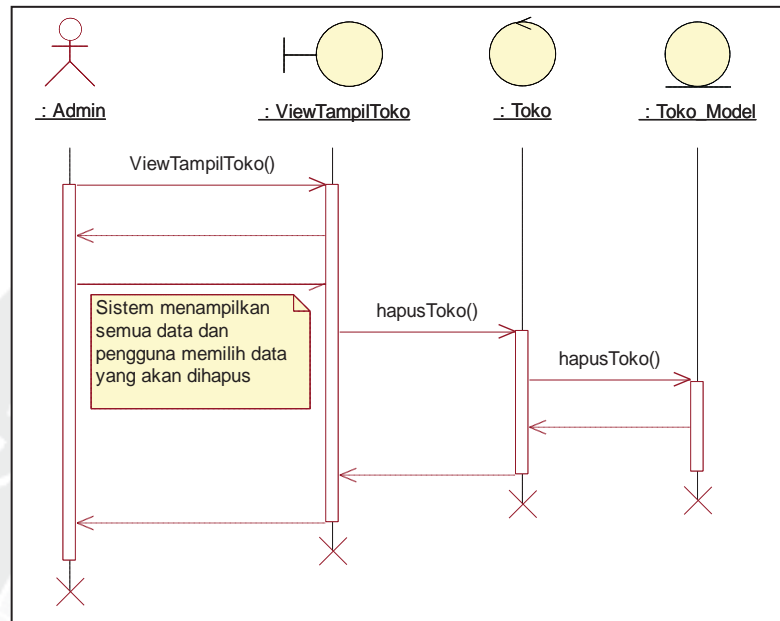 : Admin
: ViewTampilToko
: Toko
: Toko_Model
ViewTampilToko()
Sistem menampilkan
semua data dan
pengguna memilih data
yang akan dihapus
hapusToko()
hapusToko()